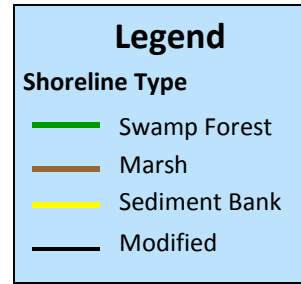 Legend
Shoreline Type
Swamp Forest
Marsh
Sediment Bank
Modified